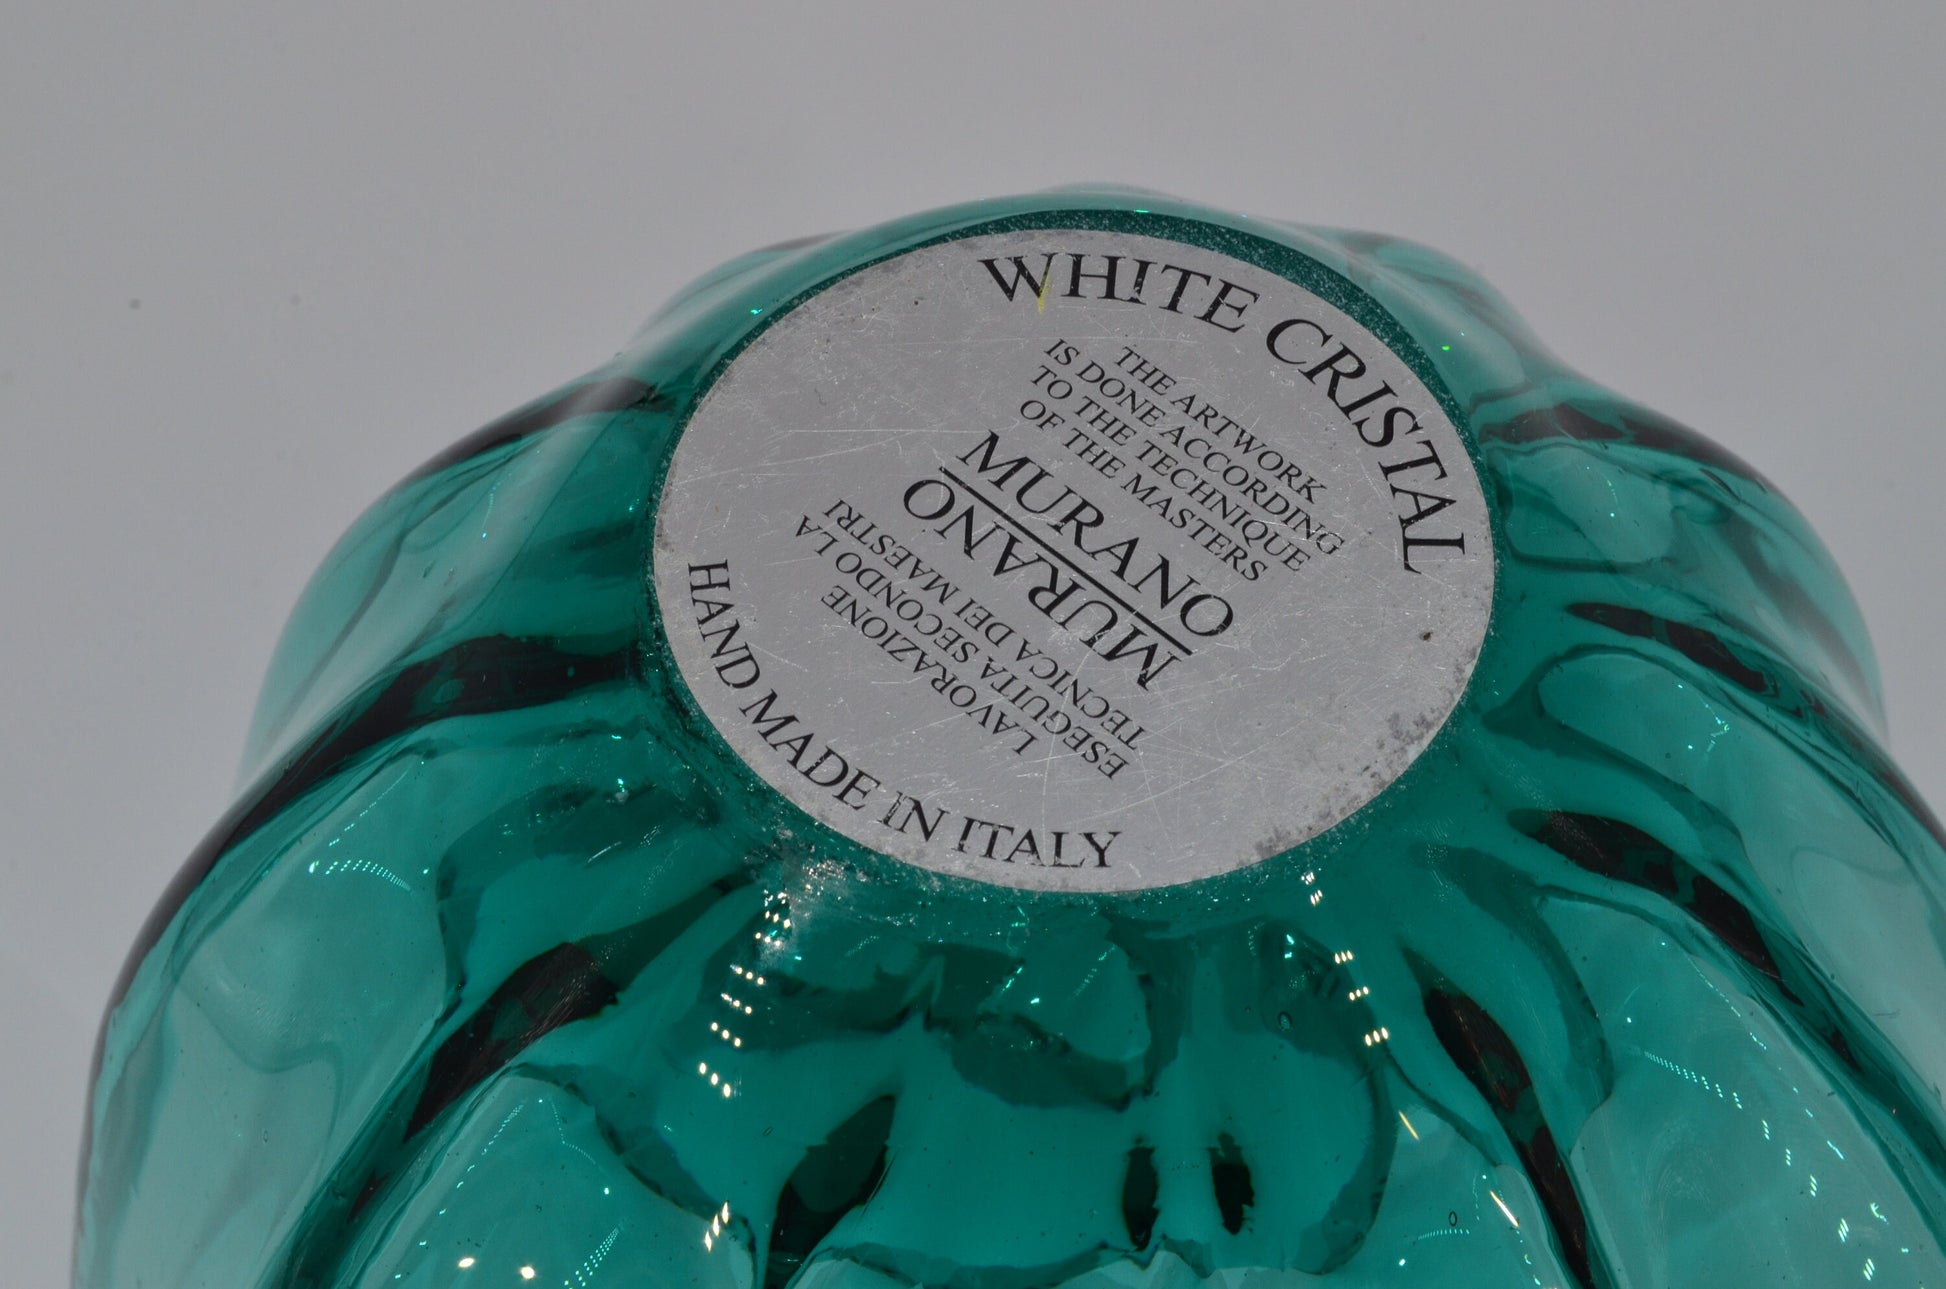 WHITE CRISTAL
THE ARTWORK
IS DONE ACCORDING
TO THE TECHNIQUE
OF THE MASTERS
MURANO
MURANO
LAVORAZIONE
ESEGUITA SECONDO LA
TECNICA DEI MAESTRI
HAND MADE IN ITALY